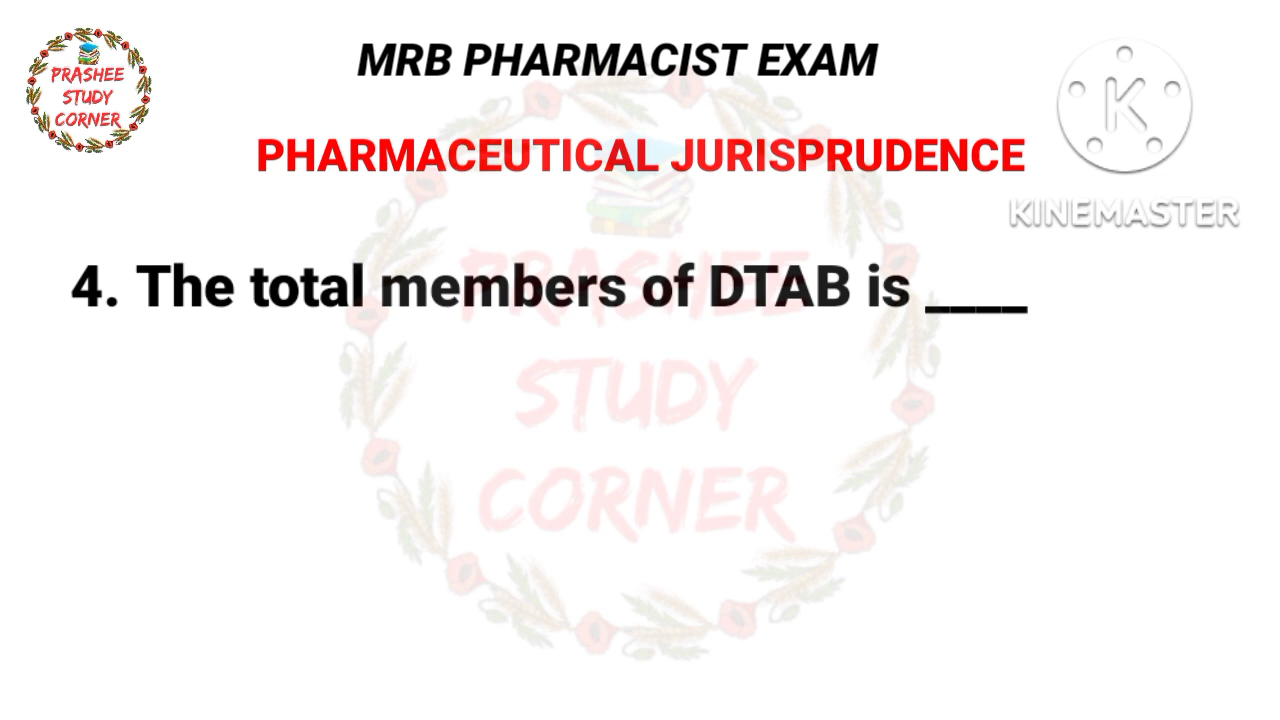 PRASHEE
STUDY
CORNER
MRB PHARMACIST EXAM
K
KINEMASTER
PHARMACEUTICAL JURISPRUDENCE
4. The total members of DTAB is ____
PRASHEE
STUDY
CORNER